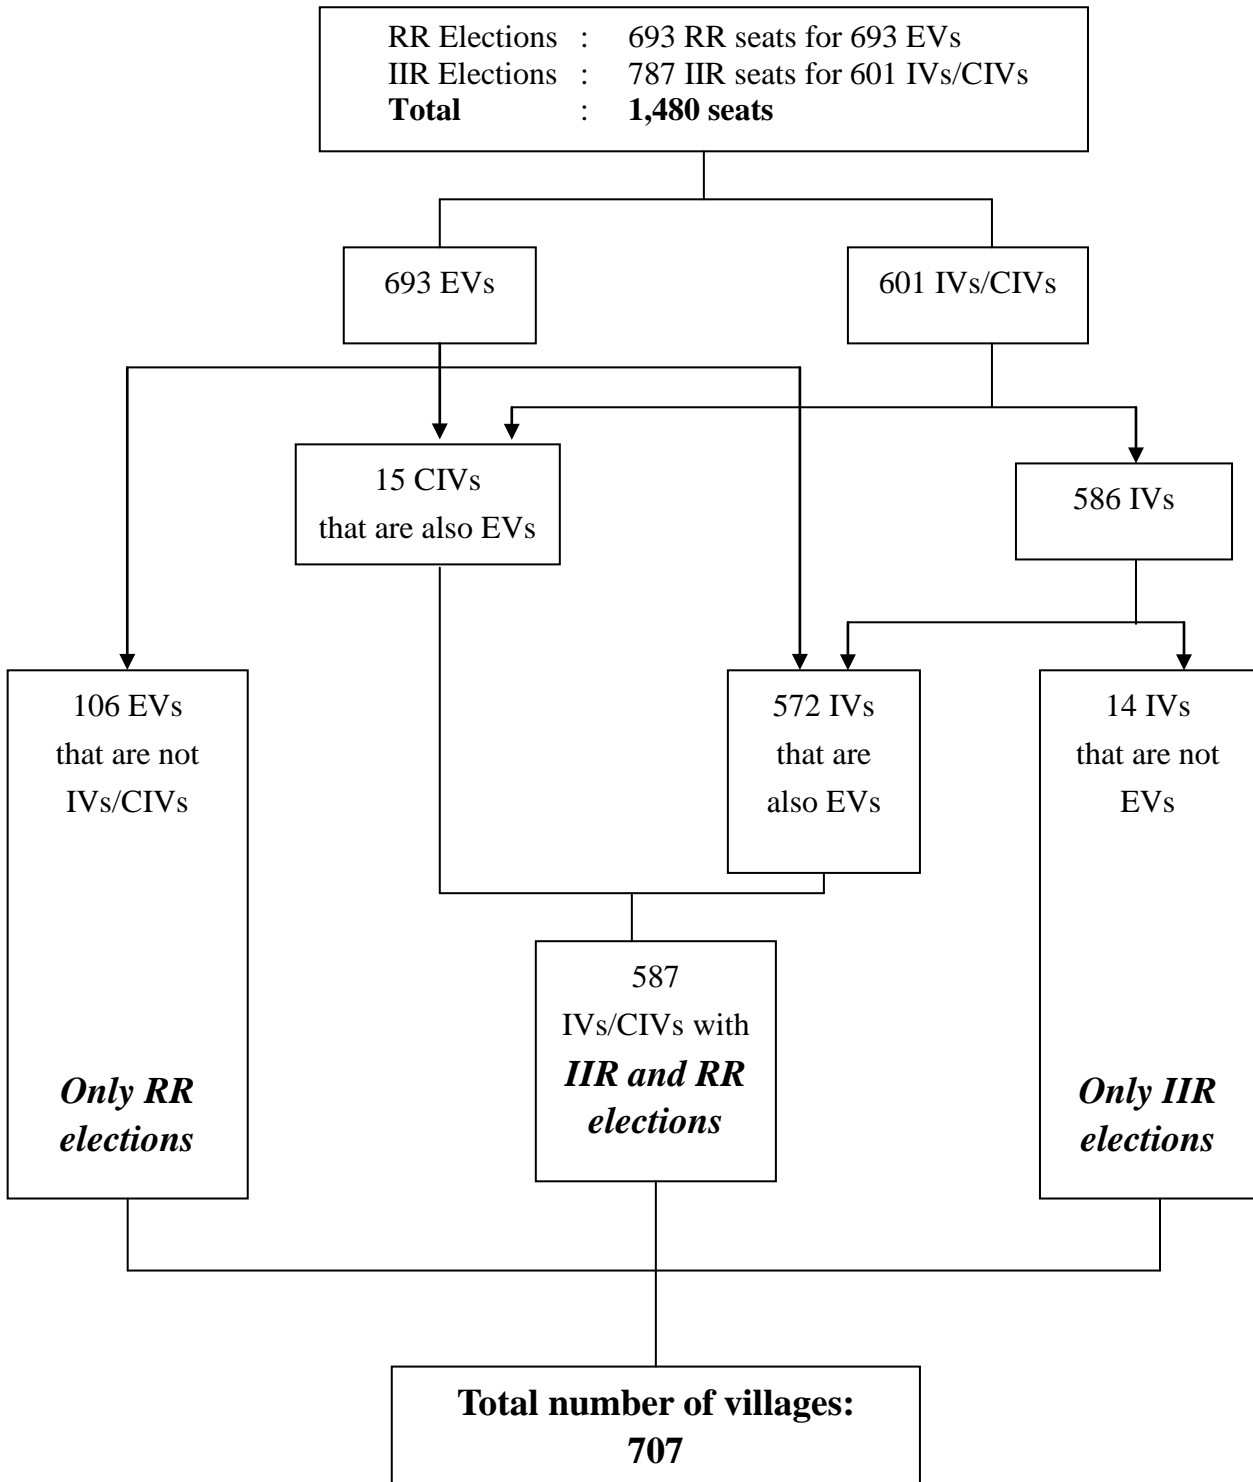 RR Elections : 693 RR seats for 693 EVs
IIR Elections : 787 IIR seats for 601 IVs/CIVs
Total : 1,480 seats
693 EVs
601 IVs/CIVs
15 CIVs
that are also EVs
586 IVs
106 EVs
that are not
IVs/CIVs
Only RR
elections
572 IVs
that are
also EVs
14 IVs
that are not
EVs
Only IIR
elections
587
IVs/CIVs with
IIR and RR
elections
Total number of villages:
707